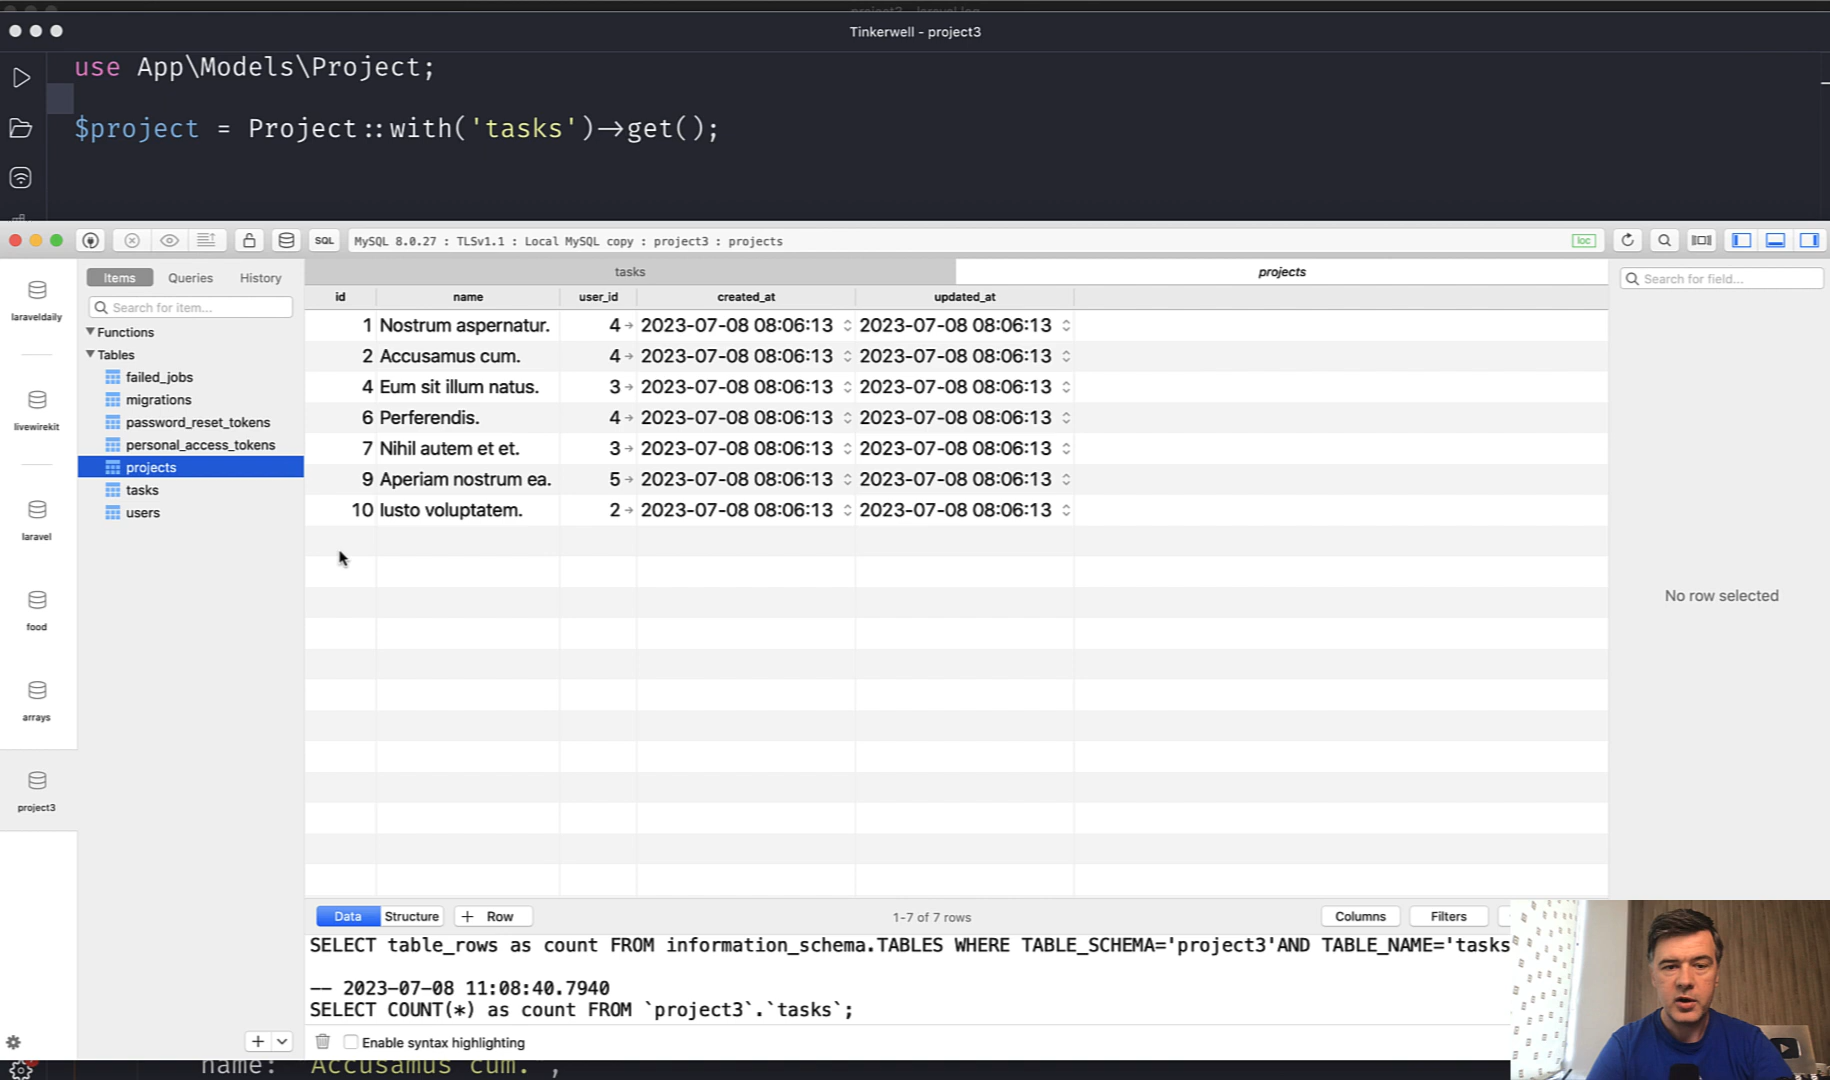 Tinkerwell - project3
use App\Models\Project;
$project = Project::with('tasks')->get();
SQL
MySQL 8.0.27 : TLSv1.1 : Local MySQL copy : project3 : projects
loc
Items
Queries
History
tasks
projects
Search for field...
laraveldaily
livewirekit
laravel
food
arrays
project3
Search for item...
Functions
Tables
failed_jobs
migrations
password_reset_tokens
personal_access_tokens
projects
tasks
users
id name user_id created_at updated_at
1 Nostrum aspernatur. 4 2023-07-08 08:06:13 2023-07-08 08:06:13
2 Accusamus cum. 4 2023-07-08 08:06:13 2023-07-08 08:06:13
4 Eum sit illum natus. 3 2023-07-08 08:06:13 2023-07-08 08:06:13
6 Perferendis. 4 2023-07-08 08:06:13 2023-07-08 08:06:13
7 Nihil autem et et. 3 2023-07-08 08:06:13 2023-07-08 08:06:13
9 Aperiam nostrum ea. 5 2023-07-08 08:06:13 2023-07-08 08:06:13
10 Iusto voluptatem. 2 2023-07-08 08:06:13 2023-07-08 08:06:13
No row selected
Data
Structure
+ Row
1-7 of 7 rows
Columns
Filters
SELECT table_rows as count FROM information_schema.TABLES WHERE TABLE_SCHEMA='project3'AND TABLE_NAME='tasks
-- 2023-07-08 11:08:40.7940
SELECT COUNT(*) as count FROM `project3`.`tasks`;
Enable syntax highlighting
name: "Accusamus cum.",